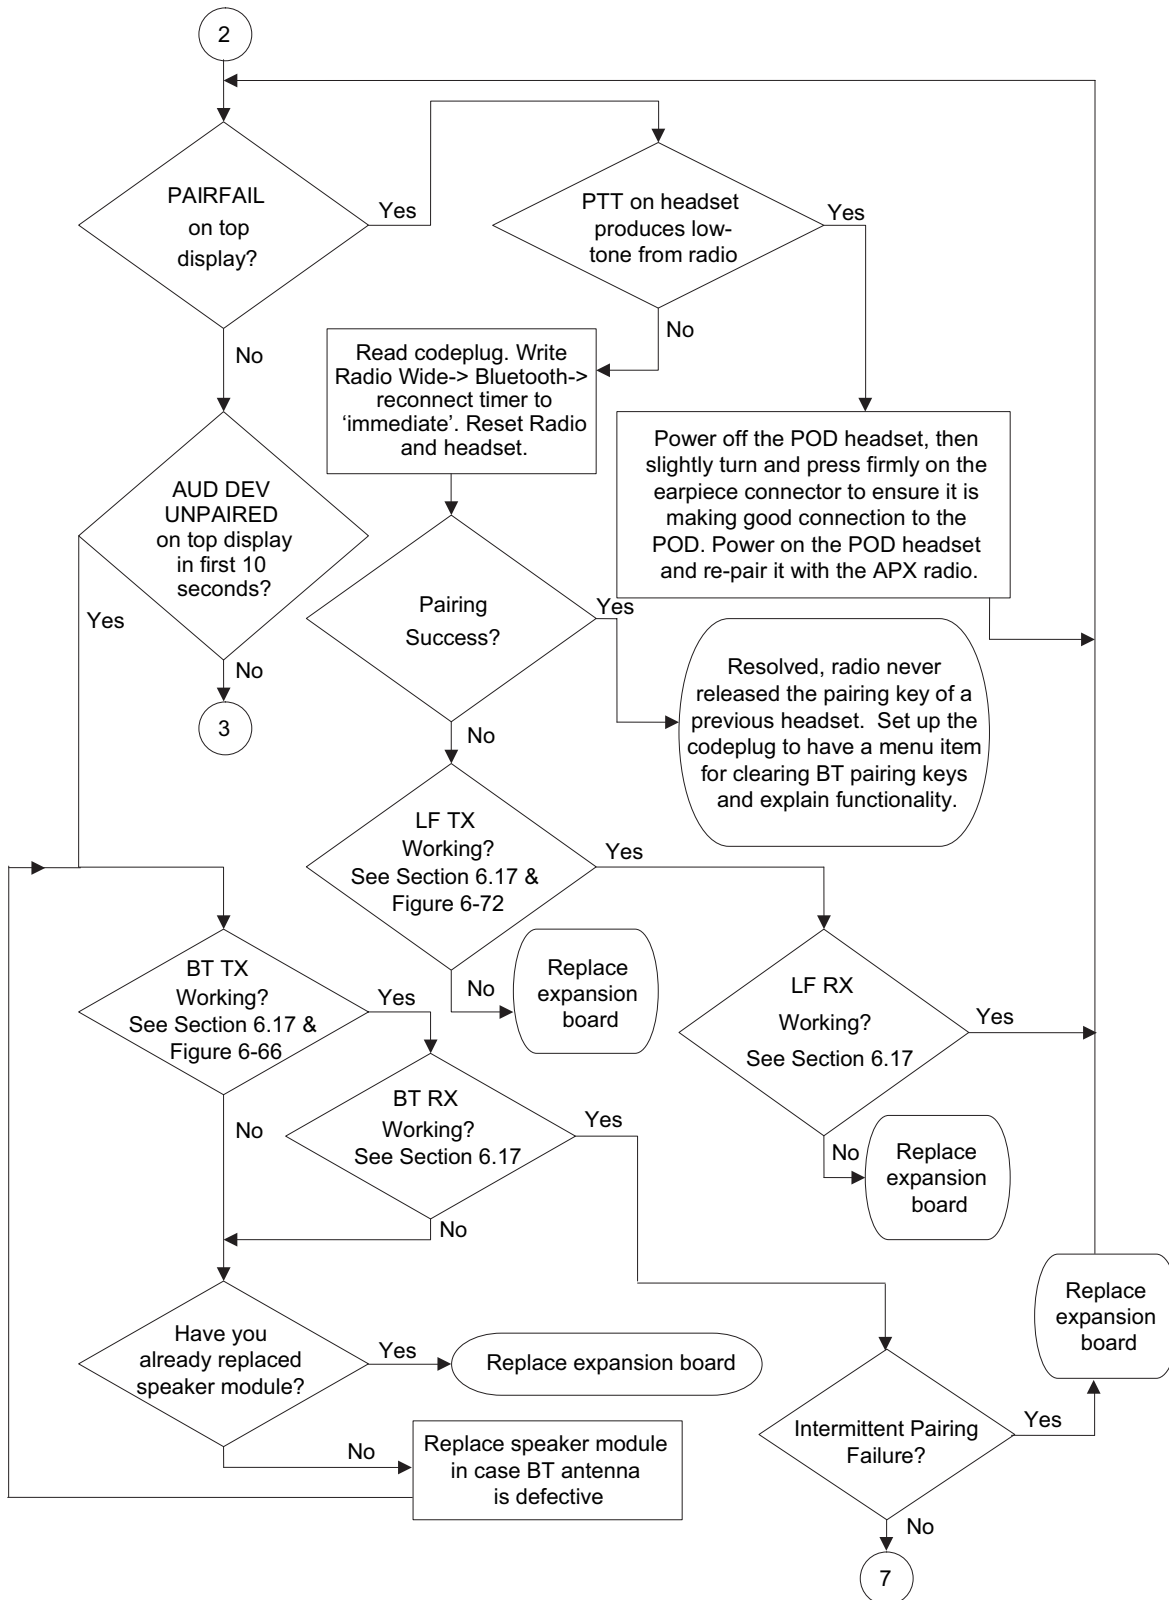 2
PAIRFAIL
on top
display?
Yes
PTT on headset
produces low-
tone from radio
Yes
No
No
Read codeplug. Write
Radio Wide-> Bluetooth->
reconnect timer to
‘immediate’. Reset Radio
and headset.
Power off the POD headset, then
slightly turn and press firmly on the
earpiece connector to ensure it is
making good connection to the
POD. Power on the POD headset
and re-pair it with the APX radio.
AUD DEV
UNPAIRED
on top display
in first 10
seconds?
Yes
No
3
Pairing
Success?
Yes
No
Resolved, radio never
released the pairing key of a
previous headset. Set up the
codeplug to have a menu item
for clearing BT pairing keys
and explain functionality.
LF TX
Working?
See Section 6.17 &
Figure 6-72
Yes
No
Replace
expansion
board
LF RX
Working?
See Section 6.17
Yes
No
Replace
expansion
board
BT TX
Working?
See Section 6.17 &
Figure 6-66
Yes
No
BT RX
Working?
See Section 6.17
Yes
No
Replace
expansion
board
Have you
already replaced
speaker module?
Yes
Replace expansion board
No
Replace speaker module
in case BT antenna
is defective
Intermittent Pairing
Failure?
Yes
No
7